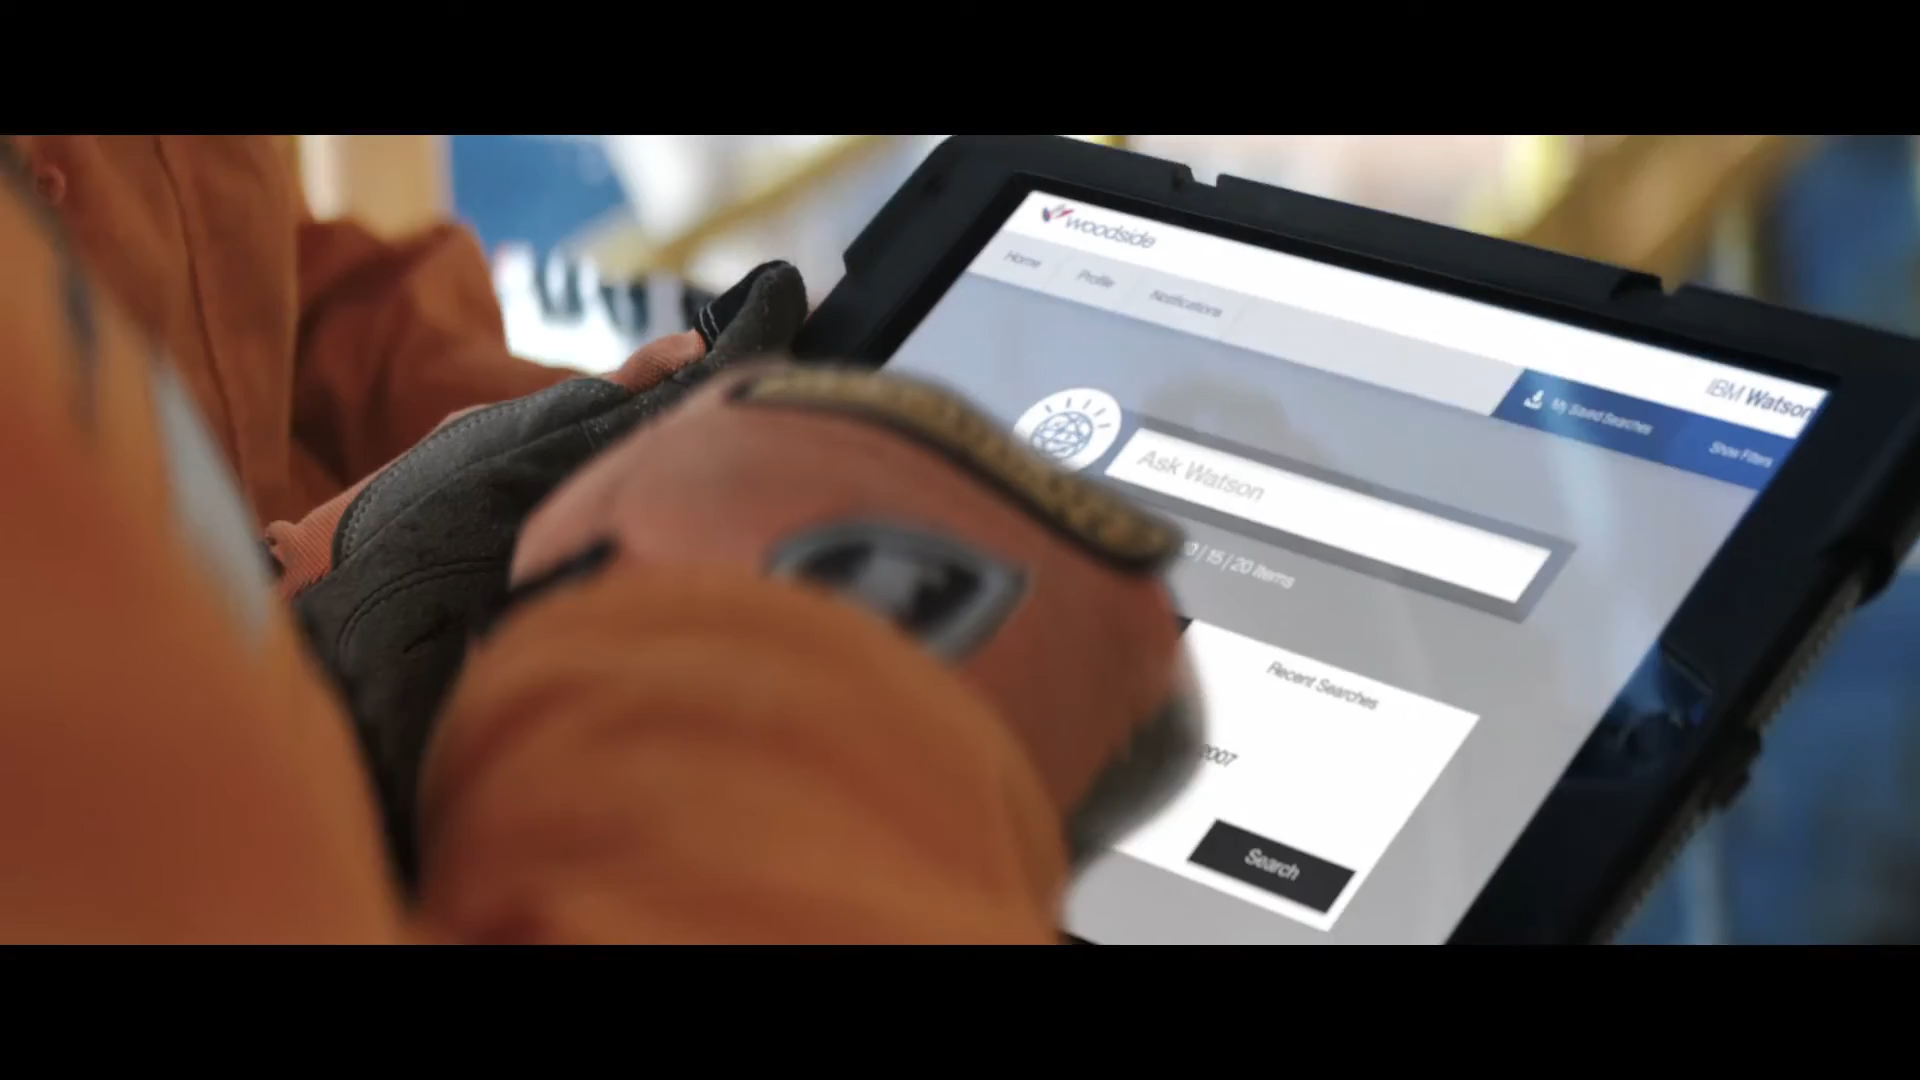 woodside
Home Profile Notifications
IBM Watson
My Saved Searches Show Filters
Ask Watson
| 15 | 20 Items
Recent Searches
2007
Search